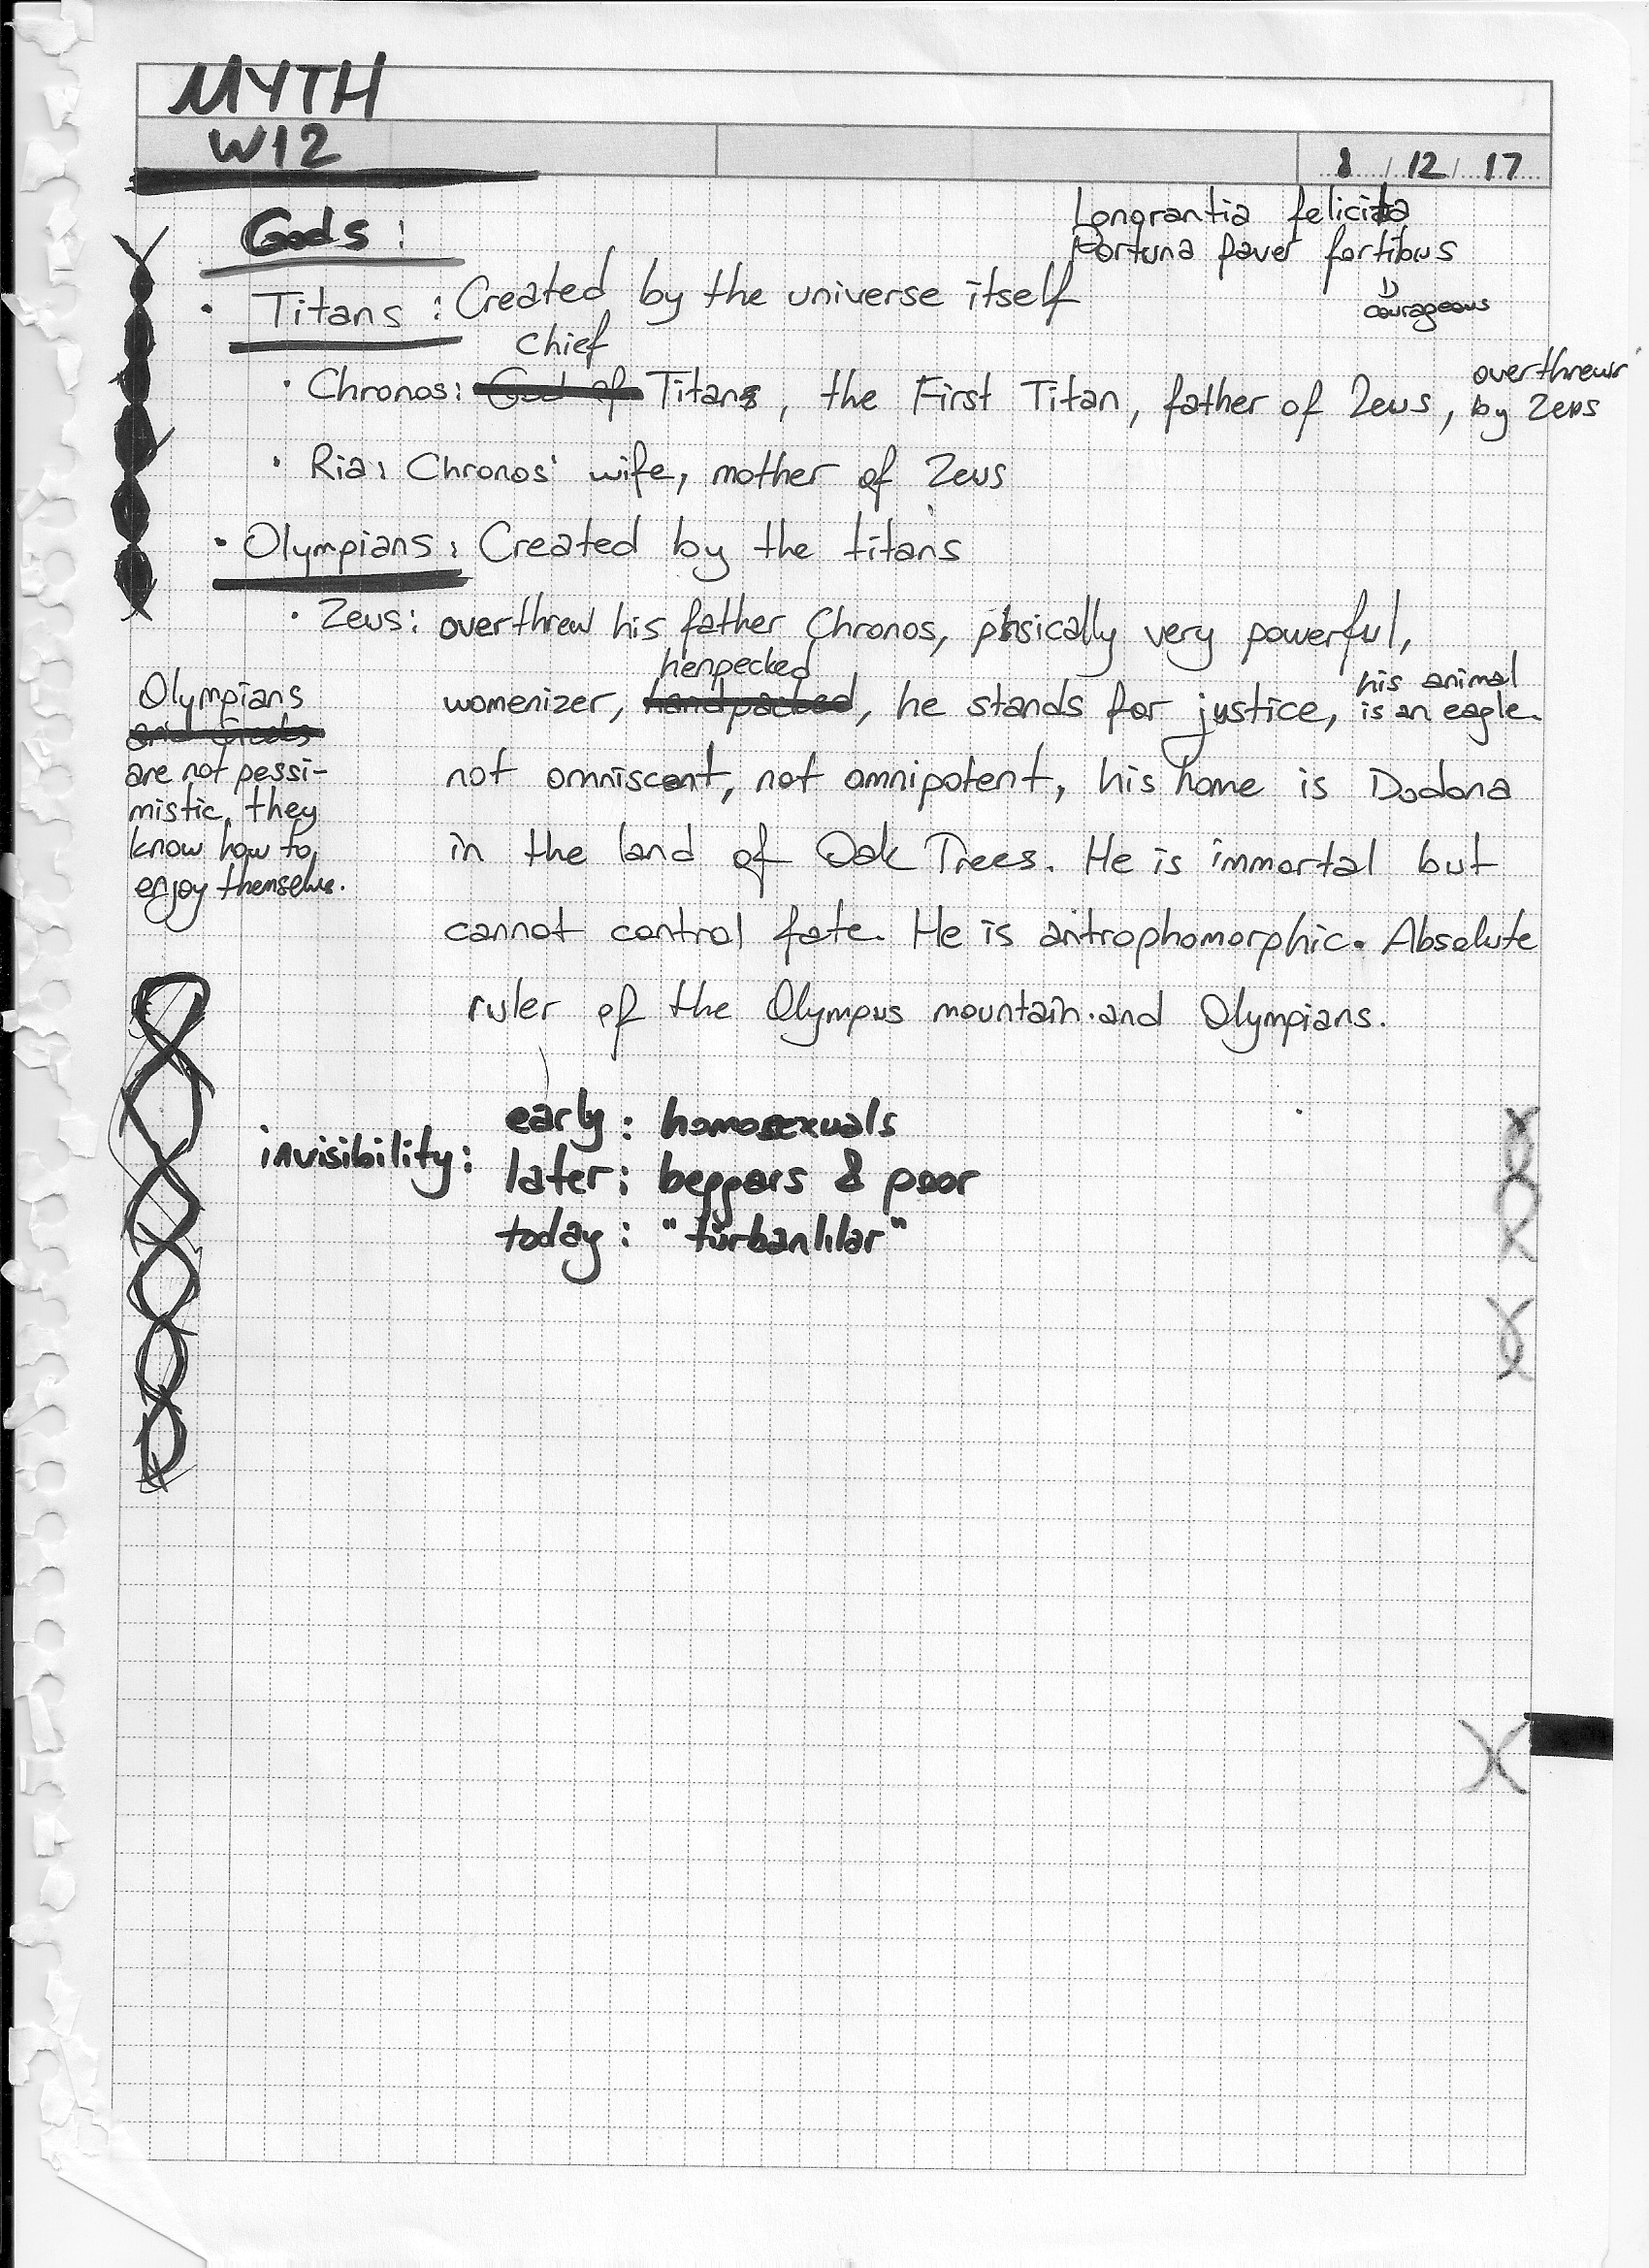 MYTH
W12
8/12/17
Longrantia felicita
Fortuna faver fortibus
courageous
Gods:
• Titans: Created by the universe itself
Chief
• Chronos: God of Titans, the First Titan, father of Zeus, overthrewn
by Zeus
• Ria: Chronos' wife, mother of Zeus
• Olympians: Created by the titans
• Zeus: overthrew his father Chronos, phsically very powerful,
henpecked
womenizer, handpacked, he stands for justice, his animal
is an eagle.
not omniscent, not omnipotent, his home is Dodona
in the land of Oak Trees. He is immortal but
cannot control fate. He is antrophomorphic. Absolute
ruler of the Olympus mountain and Olympians.
Olympians
and Gods
are not pessi-
mistic, they
know how to
enjoy themselves.
invisibility:
early: homosexuals
later: beggars & poor
today: "türbanlılar"